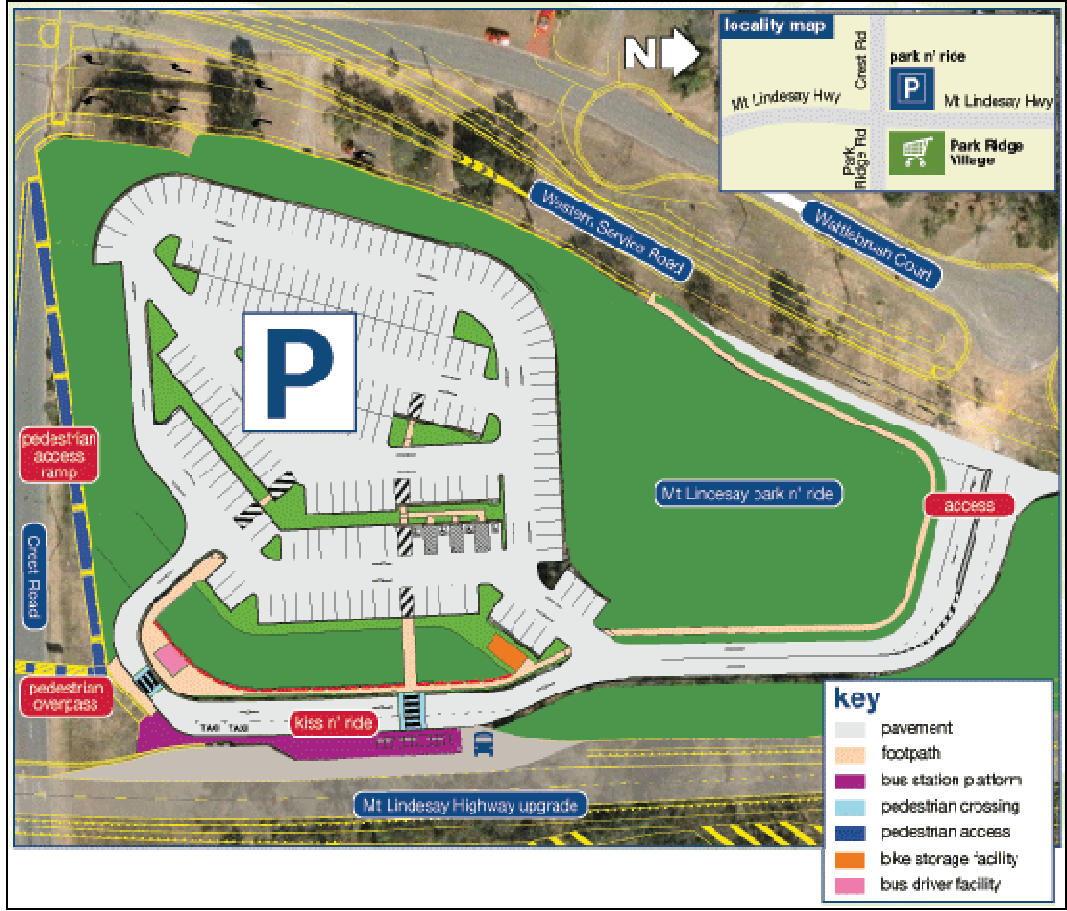 N
locality map
Crest Rd
park n' ride
P
Mt Lindesay Hwy
Mt Lindesay Hwy
Park
Ridge Rd
Park Ridge
Village
Western Service Road
Wattlebrush Court
P
pedestrian
access
ramp
Mt Lindesay park n' ride
access
Crest Road
pedestrian
overpass
TAXI TAXI
kiss n' ride
Mt Lindesay Highway upgrade
key
pavement
footpath
bus station platform
pedestrian crossing
pedestrian access
bike storage facility
bus driver facility